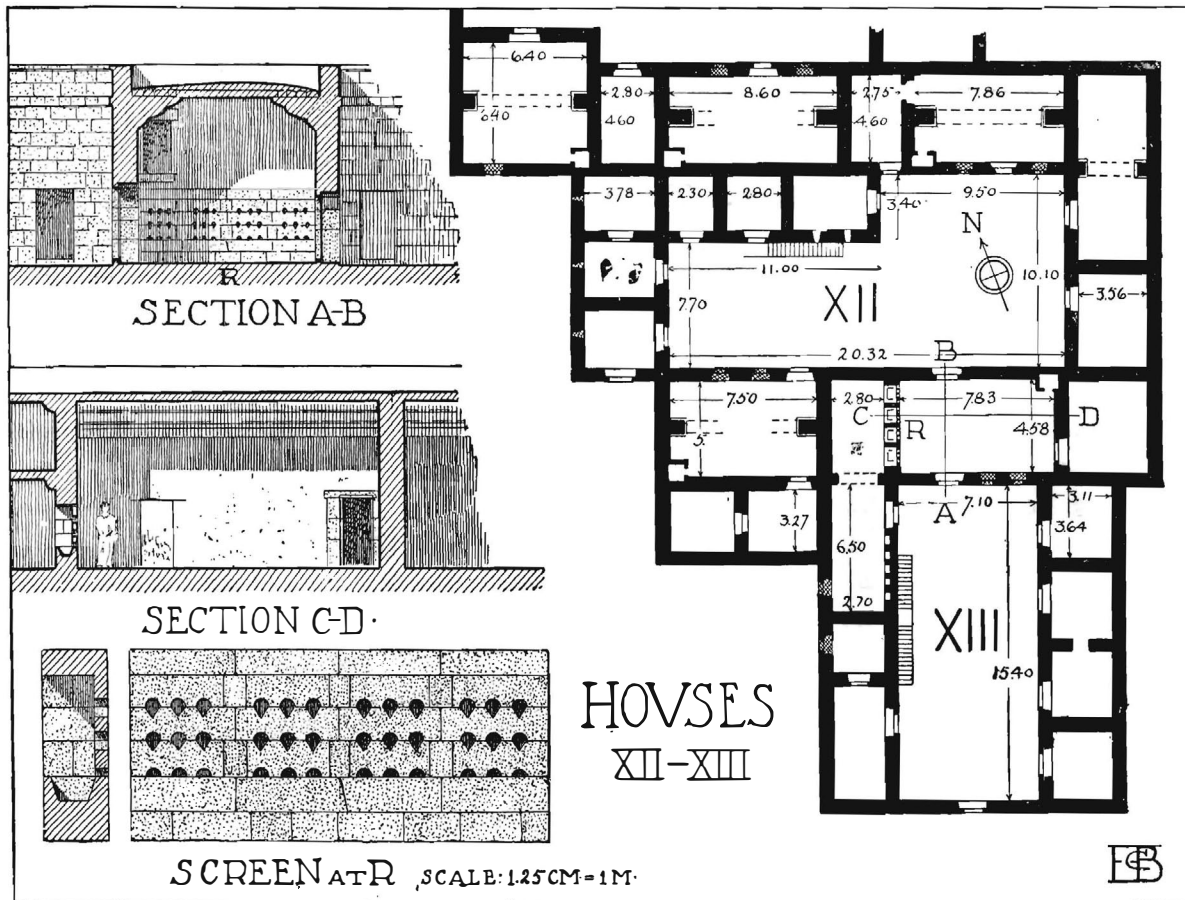 R
SECTION A-B
SECTION C-D·
SCREEN AT R SCALE: 1.25 CM = 1 M·
6.40
6.40
2.80
4.60
8.60
2.75
4.60
7.86
3.78
2.30
2.80
3.40
9.50
N
11.00
7.70
XII
10.10
3.56
20.32
B
7.50
5.
2.80
C
R
7.83
4.58
D
A
7.10
3.11
3.64
3.27
6.50
2.70
XIII
15.40
HOVSES
XII-XIII
HCB